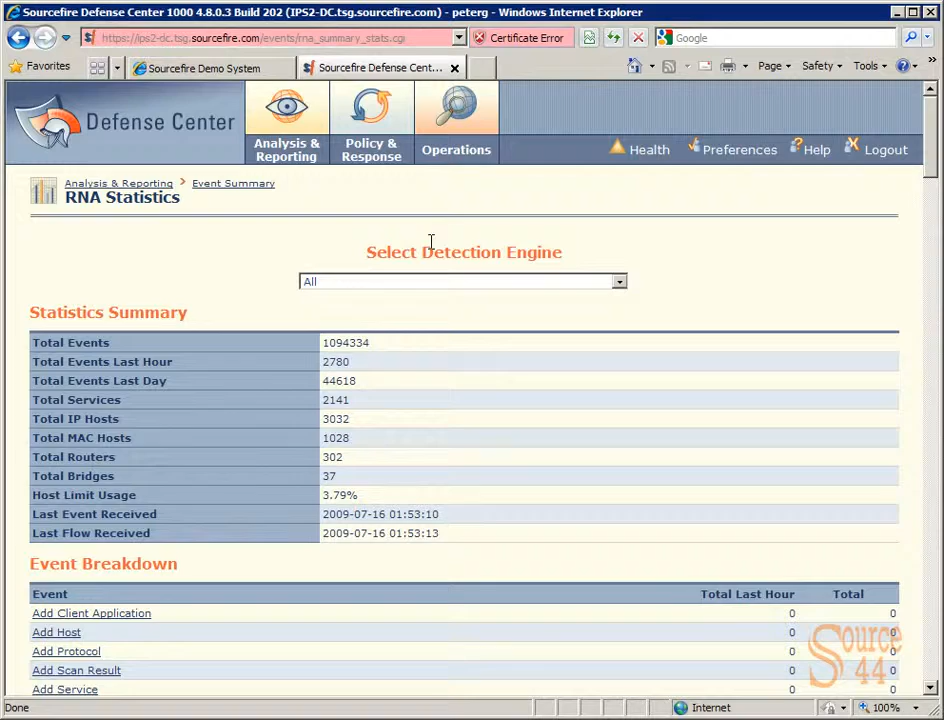 Sourcefire Defense Center 1000 4.8.0.3 Build 202 (IPS2-DC.tsg.sourcefire.com) - peterg - Windows Internet Explorer
https://ips2-dc.tsg.sourcefire.com/events/rna_summary_stats.cgi Certificate Error Google
Favorites Sourcefire Demo System Sourcefire Defense Cent... Page Safety Tools
Defense Center
Analysis & Reporting
Policy & Response
Operations
Health Preferences Help Logout
Analysis & Reporting > Event Summary
RNA Statistics
Select Detection Engine
All
Statistics Summary
Total Events 1094334
Total Events Last Hour 2780
Total Events Last Day 44618
Total Services 2141
Total IP Hosts 3032
Total MAC Hosts 1028
Total Routers 302
Total Bridges 37
Host Limit Usage 3.79%
Last Event Received 2009-07-16 01:53:10
Last Flow Received 2009-07-16 01:53:13
Event Breakdown
Event Total Last Hour Total
Add Client Application 0 0
Add Host 0 0
Add Protocol 0 0
Add Scan Result 0 0
Add Service 0 0
Source
44
Done Internet 100%